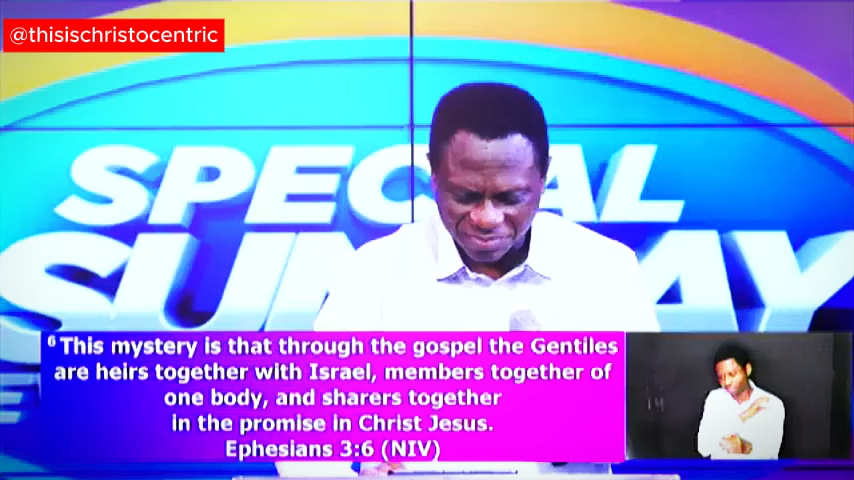 @thisischristocentric
SPECIAL
SUNDAY
⁶ This mystery is that through the gospel the Gentiles
are heirs together with Israel, members together of
one body, and sharers together
in the promise in Christ Jesus.
Ephesians 3:6 (NIV)